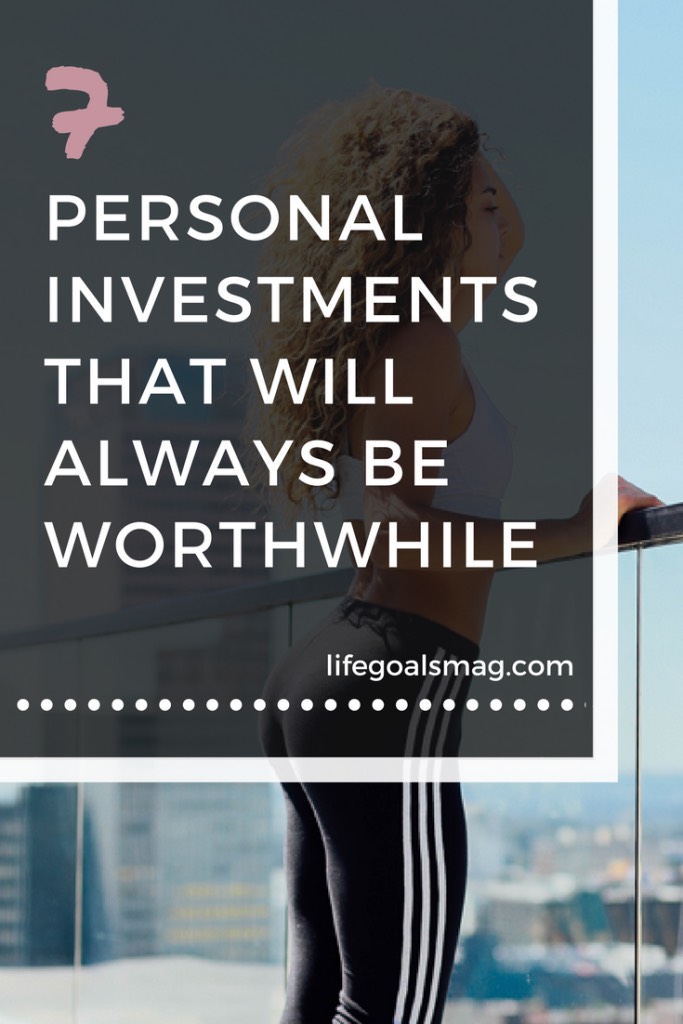 7
PERSONAL
INVESTMENTS
THAT WILL
ALWAYS BE
WORTHWHILE
lifegoalsmag.com